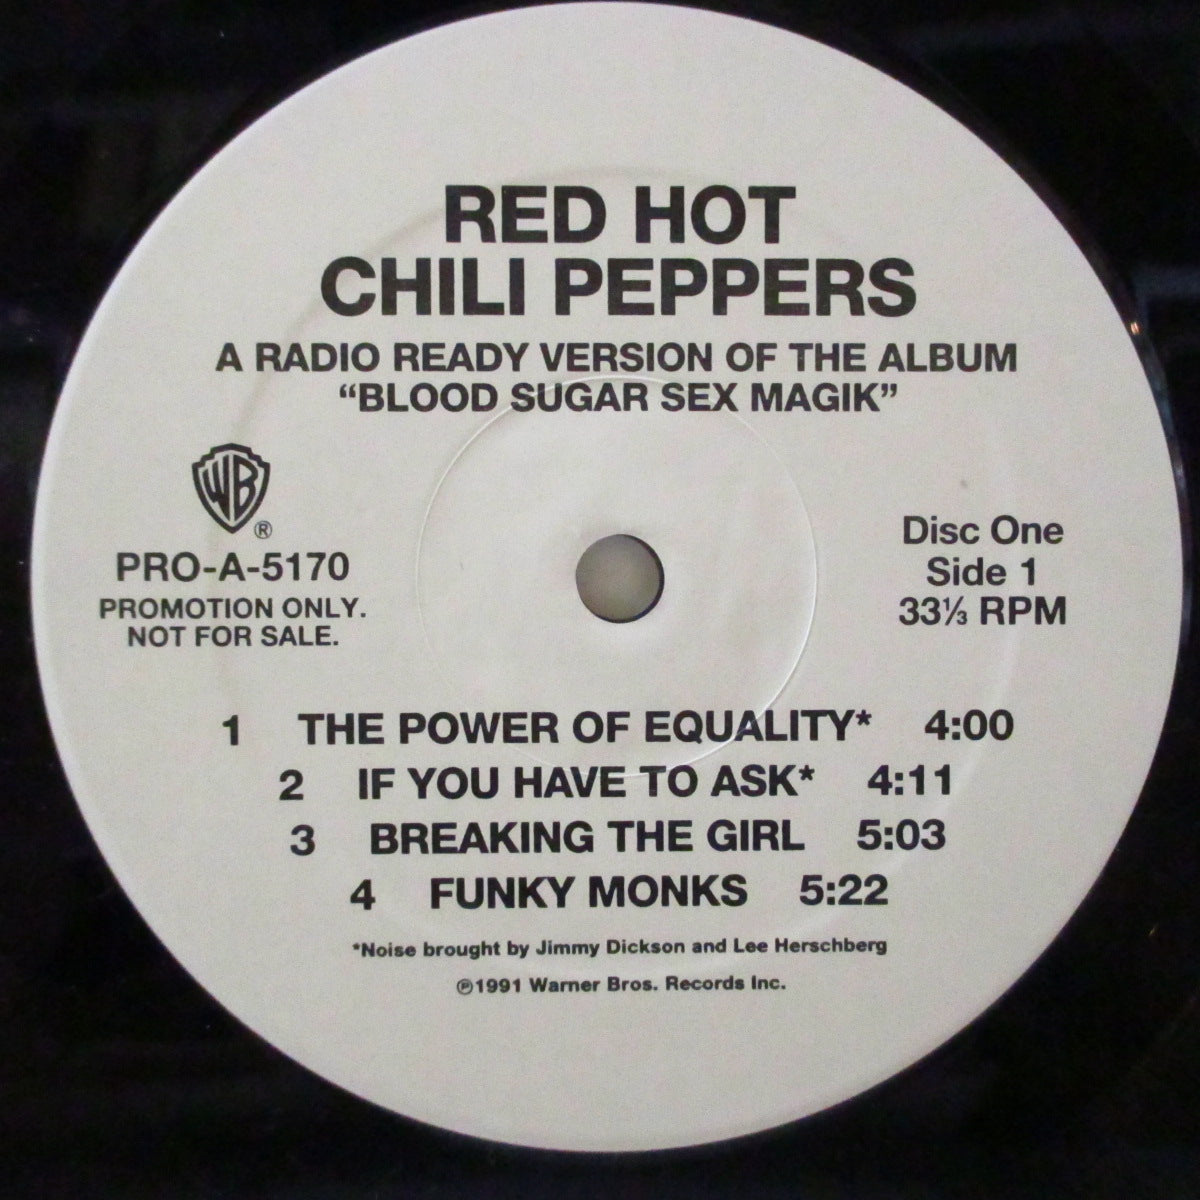 RED HOT
CHILI PEPPERS
A RADIO READY VERSION OF THE ALBUM
“BLOOD SUGAR SEX MAGIK”
WB
®
PRO-A-5170
PROMOTION ONLY.
NOT FOR SALE.
Disc One
Side 1
33⅓ RPM
1 THE POWER OF EQUALITY* 4:00
2 IF YOU HAVE TO ASK* 4:11
3 BREAKING THE GIRL 5:03
4 FUNKY MONKS 5:22
*Noise brought by Jimmy Dickson and Lee Herschberg
℗1991 Warner Bros. Records Inc.